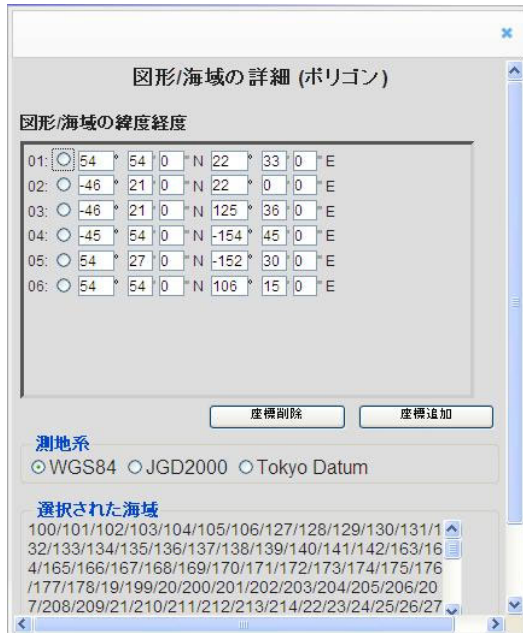 図形/海域の詳細 (ポリゴン)
図形/海域の緯度経度
01: 54 ° 54 ' 0 " N 22 ° 33 ' 0 " E
02: -46 ° 21 ' 0 " N 22 ° 0 ' 0 " E
03: -46 ° 21 ' 0 " N 125 ° 36 ' 0 " E
04: -45 ° 54 ' 0 " N -154 ° 45 ' 0 " E
05: 54 ° 27 ' 0 " N -152 ° 30 ' 0 " E
06: 54 ° 54 ' 0 " N 106 ° 15 ' 0 " E
座標削除 座標追加
測地系
WGS84 JGD2000 Tokyo Datum
選択された海域
100/101/102/103/104/105/106/127/128/129/130/131/1
32/133/134/135/136/137/138/139/140/141/142/163/16
4/165/166/167/168/169/170/171/172/173/174/175/176
/177/178/19/199/20/200/201/202/203/204/205/206/20
7/208/209/21/210/211/212/213/214/22/23/24/25/26/27